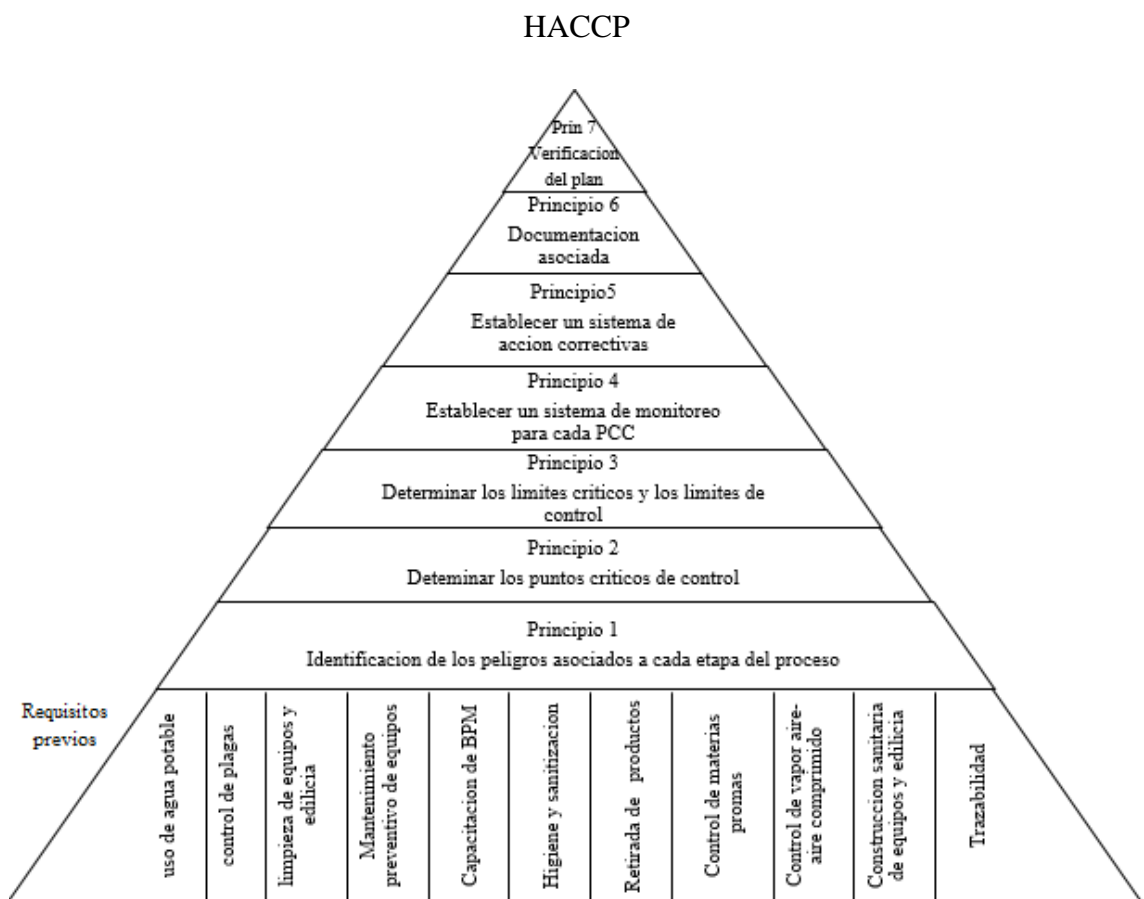 HACCP
Prin 7
Verificacion
del plan
Principio 6
Documentacion
asociada
Principio5
Establecer un sistema de
accion correctivas
Principio 4
Establecer un sistema de monitoreo
para cada PCC
Principio 3
Determinar los limites criticos y los limites de
control
Principio 2
Deteminar los puntos criticos de control
Principio 1
Identificacion de los peligros asociados a cada etapa del proceso
Requisitos
previos
uso de agua potable
control de plagas
limpieza de equipos y
edilicia
Mantenimiento
preventivo de equipos
Capacitacion de BPM
Higiene y sanitizacion
Retirada de productos
Control de materias
promas
Control de vapor aire-
aire comprimido
Construccion sanitaria
de equipos y edilicia
Trazabilidad